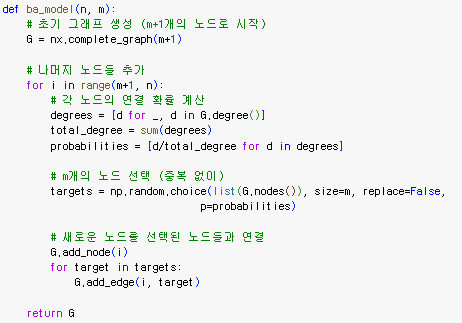 def ba_model(n, m):
    # 초기 그래프 생성 (m+1개의 노드로 시작)
    G = nx.complete_graph(m+1)

    # 나머지 노드들 추가
    for i in range(m+1, n):
        # 각 노드의 연결 확률 계산
        degrees = [d for _, d in G.degree()]
        total_degree = sum(degrees)
        probabilities = [d/total_degree for d in degrees]

        # m개의 노드 선택 (중복 없이)
        targets = np.random.choice(list(G.nodes()), size=m, replace=False,
                                   p=probabilities)

        # 새로운 노드를 선택된 노드들과 연결
        G.add_node(i)
        for target in targets:
            G.add_edge(i, target)

    return G